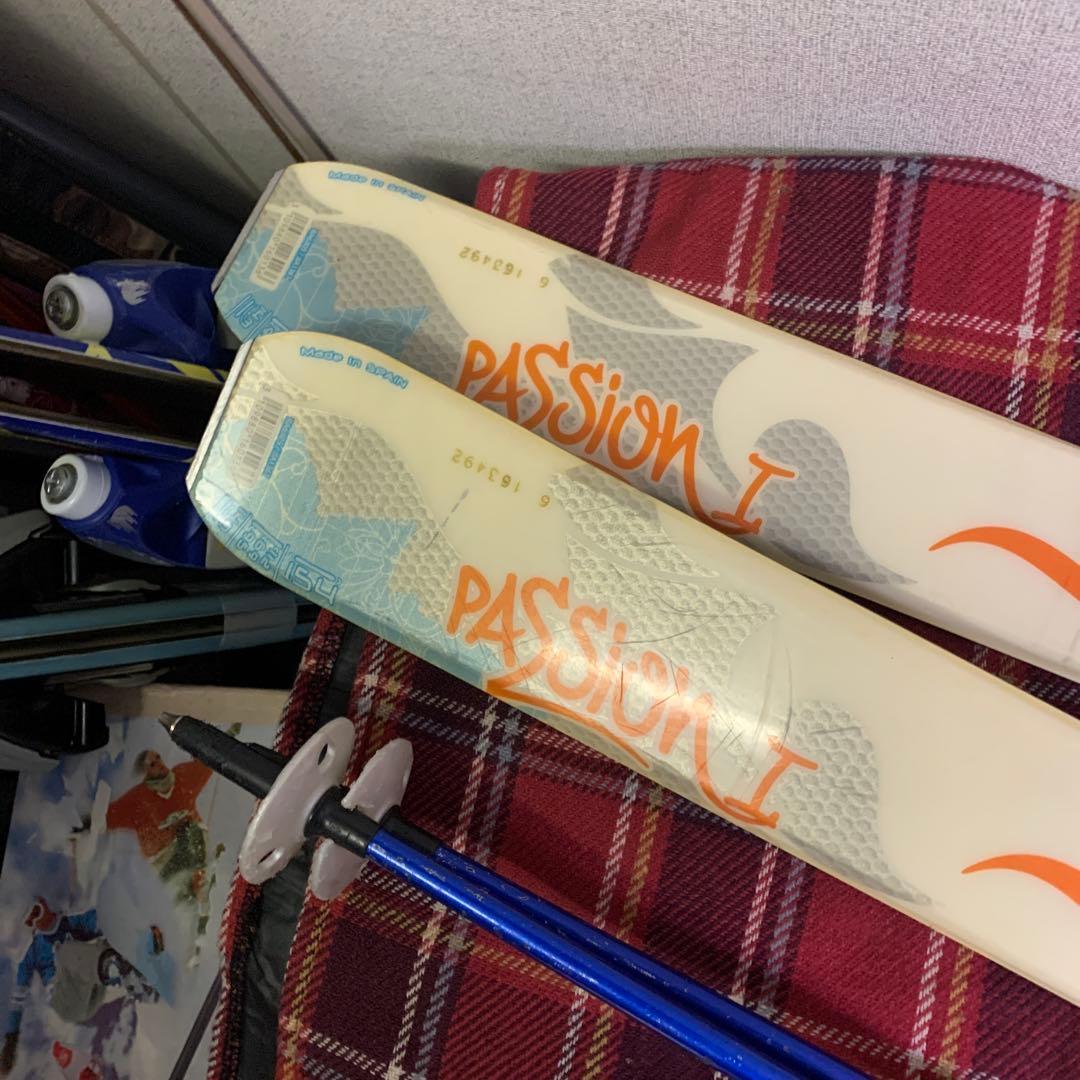 Made in SPAIN
6 163492
PASSion I
Made in SPAIN
6 163492
PASSion I
154